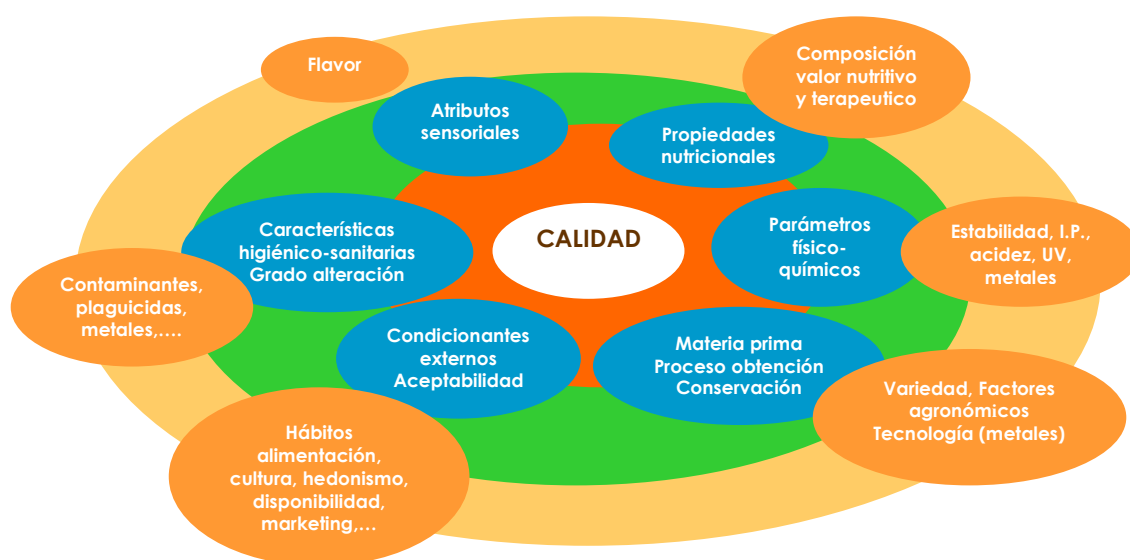 Flavor
Composición
valor nutritivo
y terapeutico
Atributos
sensoriales
Propiedades
nutricionales
CALIDAD
Características
higiénico-sanitarias
Grado alteración
Parámetros
físico-
químicos
Estabilidad, I.P.,
acidez, UV,
metales
Contaminantes,
plaguicidas,
metales,….
Condicionantes
externos
Aceptabilidad
Materia prima
Proceso obtención
Conservación
Variedad, Factores
agronómicos
Tecnología (metales)
Hábitos
alimentación,
cultura, hedonismo,
disponibilidad,
marketing,…